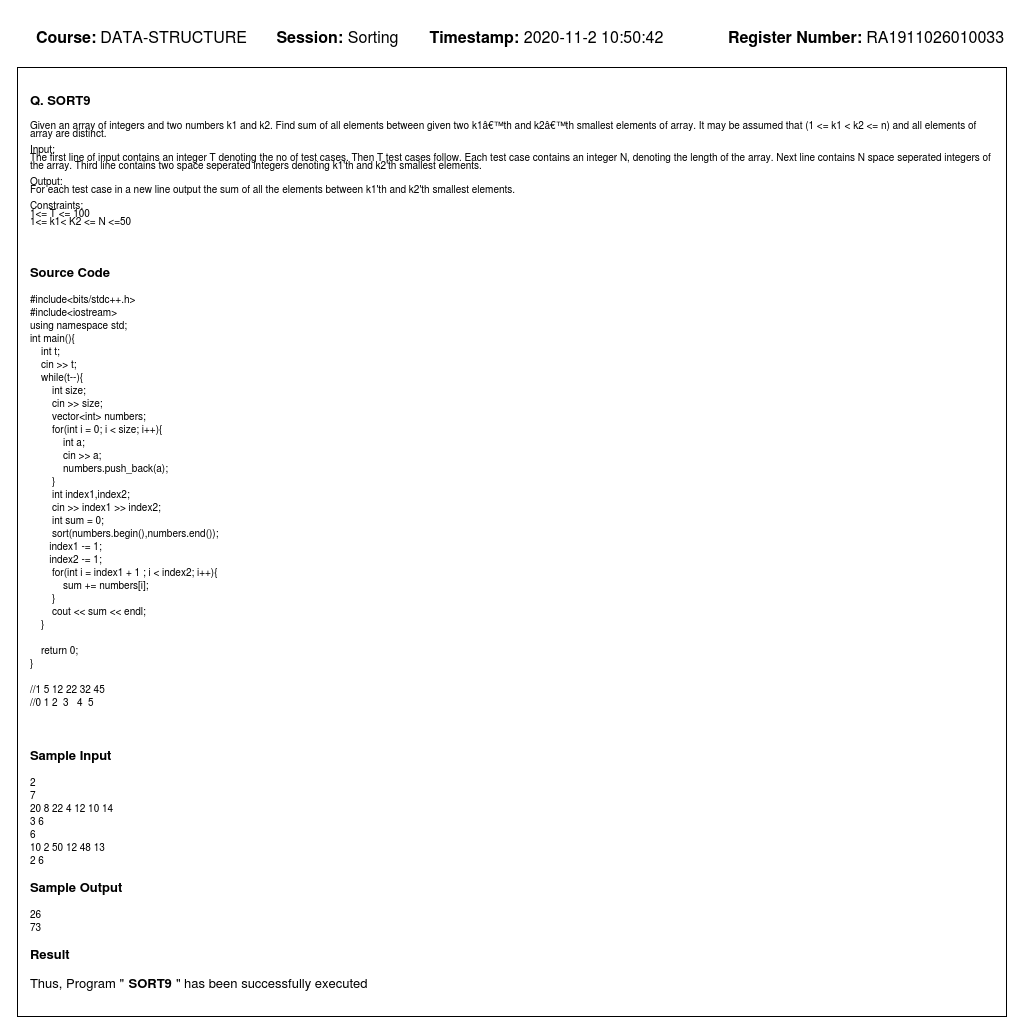 Course: DATA-STRUCTURE Session: Sorting Timestamp: 2020-11-2 10:50:42 Register Number: RA1911026010033
Q. SORT9
Given an array of integers and two numbers k1 and k2. Find sum of all elements between given two k1â€™th and k2â€™th smallest elements of array. It may be assumed that (1 <= k1 < k2 <= n) and all elements of
array are distinct.
Input:
The first line of input contains an integer T denoting the no of test cases. Then T test cases follow. Each test case contains an integer N, denoting the length of the array. Next line contains N space seperated integers of
the array. Third line contains two space seperated integers denoting k1'th and k2'th smallest elements.
Output:
For each test case in a new line output the sum of all the elements between k1'th and k2'th smallest elements.
Constraints:
1<= T <= 100
1<= k1< K2 <= N <=50
Source Code
#include<bits/stdc++.h>
#include<iostream>
using namespace std;
int main(){
    int t;
    cin >> t;
    while(t--){
        int size;
        cin >> size;
        vector<int> numbers;
        for(int i = 0; i < size; i++){
            int a;
            cin >> a;
            numbers.push_back(a);
        }
        int index1,index2;
        cin >> index1 >> index2;
        int sum = 0;
        sort(numbers.begin(),numbers.end());
       index1 -= 1;
       index2 -= 1;
        for(int i = index1 + 1 ; i < index2; i++){
            sum += numbers[i];
        }
        cout << sum << endl;
    }
    return 0;
}
//1 5 12 22 32 45
//0 1 2  3   4  5
Sample Input
2
7
20 8 22 4 12 10 14
3 6
6
10 2 50 12 48 13
2 6
Sample Output
26
73
Result
Thus, Program " SORT9 " has been successfully executed